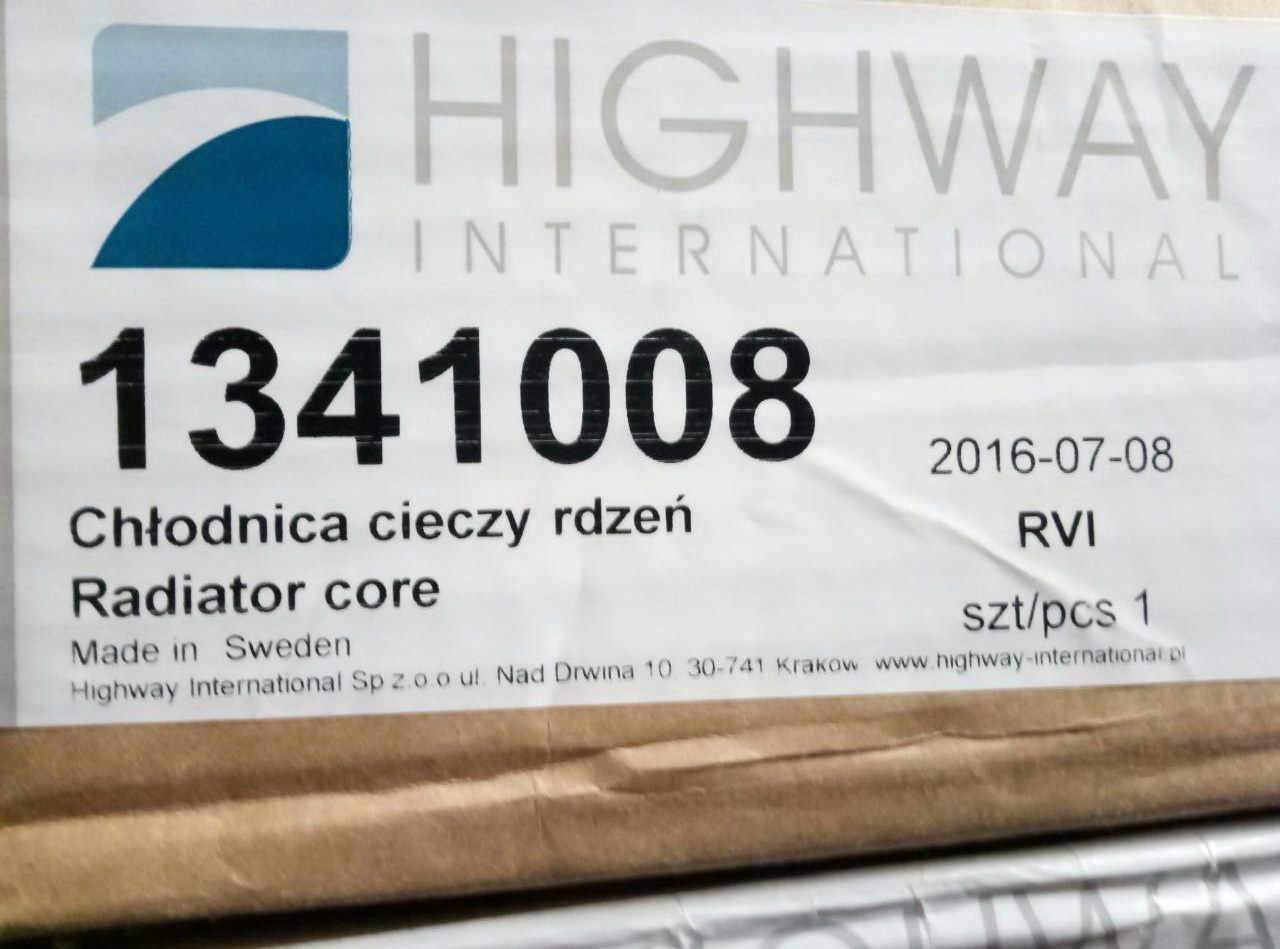 HIGHWAY
INTERNATIONAL
1341008
2016-07-08
Chłodnica cieczy rdzeń
RVI
Radiator core
szt/pcs 1
Made in Sweden
Highway International Sp z.o.o ul. Nad Drwina 10 30-741 Krakow www.highway-international.pl